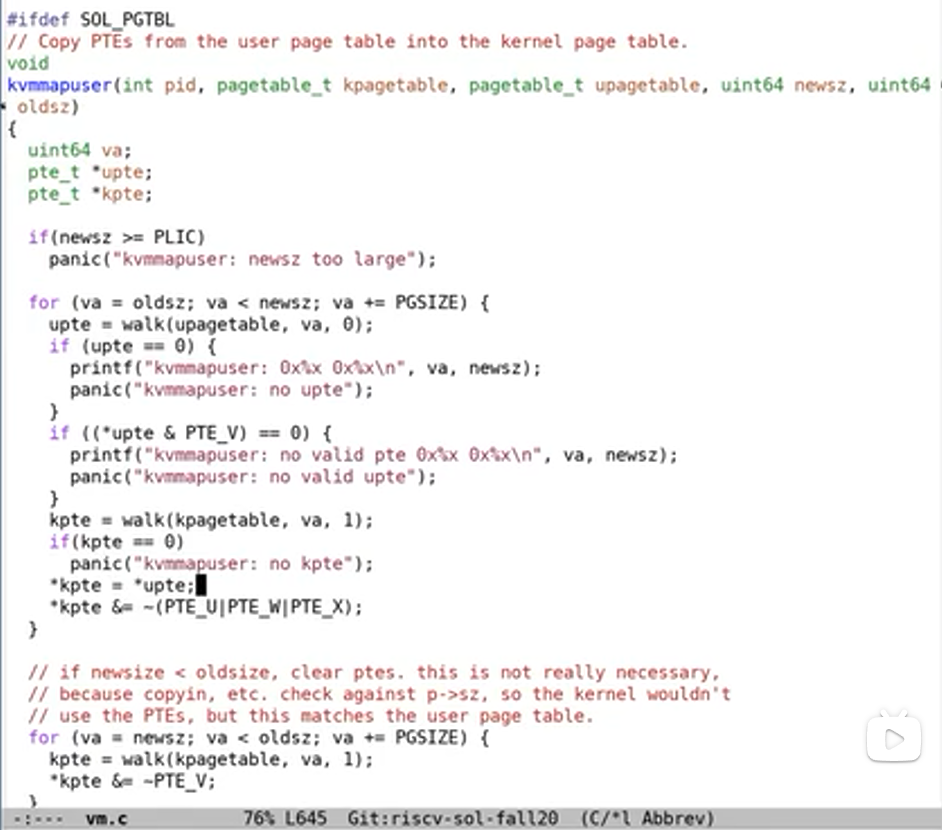 #ifdef SOL_PGTBL
// Copy PTEs from the user page table into the kernel page table.
void
kvmmapuser(int pid, pagetable_t kpagetable, pagetable_t upagetable, uint64 newsz, uint64
oldsz)
{
  uint64 va;
  pte_t *upte;
  pte_t *kpte;

  if(newsz >= PLIC)
    panic("kvmmapuser: newsz too large");

  for (va = oldsz; va < newsz; va += PGSIZE) {
    upte = walk(upagetable, va, 0);
    if (upte == 0) {
      printf("kvmmapuser: 0x%x 0x%x\n", va, newsz);
      panic("kvmmapuser: no upte");
    }
    if ((*upte & PTE_V) == 0) {
      printf("kvmmapuser: no valid pte 0x%x 0x%x\n", va, newsz);
      panic("kvmmapuser: no valid upte");
    }
    kpte = walk(kpagetable, va, 1);
    if(kpte == 0)
      panic("kvmmapuser: no kpte");
    *kpte = *upte;
    *kpte &= ~(PTE_U|PTE_W|PTE_X);
  }

  // if newsize < oldsize, clear ptes. this is not really necessary,
  // because copyin, etc. check against p->sz, so the kernel wouldn't
  // use the PTEs, but this matches the user page table.
  for (va = newsz; va < oldsz; va += PGSIZE) {
    kpte = walk(kpagetable, va, 1);
    *kpte &= ~PTE_V;
  }
-:--- vm.c 76% L645 Git:riscv-sol-fall20 (C/*l Abbrev)